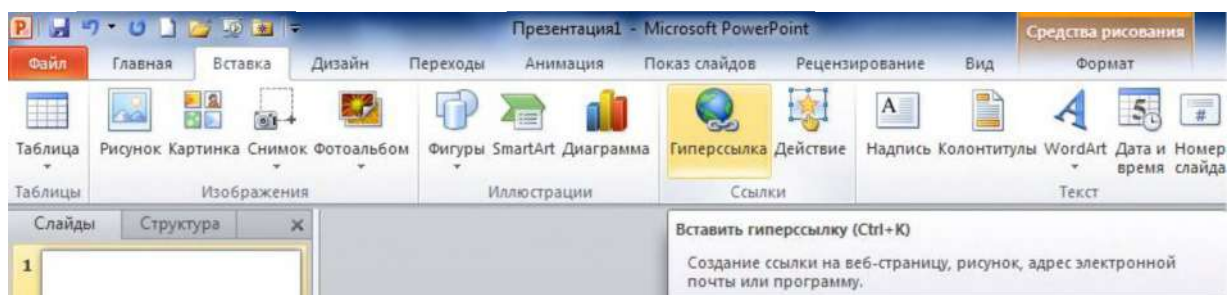 P Презентация1 - Microsoft PowerPoint Средства рисования
Файл Главная Вставка Дизайн Переходы Анимация Показ слайдов Рецензирование Вид Формат
A A 5 #
Таблица Рисунок Картинка Снимок Фотоальбом Фигуры SmartArt Диаграмма Гиперссылка Действие Надпись Колонтитулы WordArt Дата и время Номер слайда
Таблицы Изображения Иллюстрации Ссылки Текст
Слайды Структура
Вставить гиперссылку (Ctrl+K)
1
Создание ссылки на веб-страницу, рисунок, адрес электронной
почты или программу.